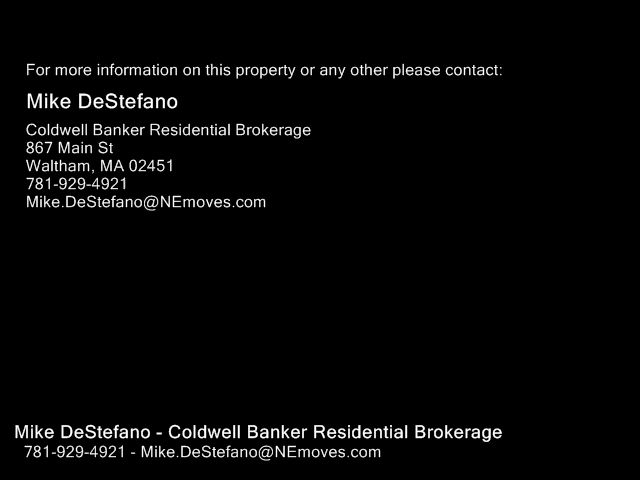 For more information on this property or any other please contact:
Mike DeStefano
Coldwell Banker Residential Brokerage
867 Main St
Waltham, MA 02451
781-929-4921
Mike.DeStefano@NEmoves.com
Mike DeStefano - Coldwell Banker Residential Brokerage
781-929-4921 - Mike.DeStefano@NEmoves.com